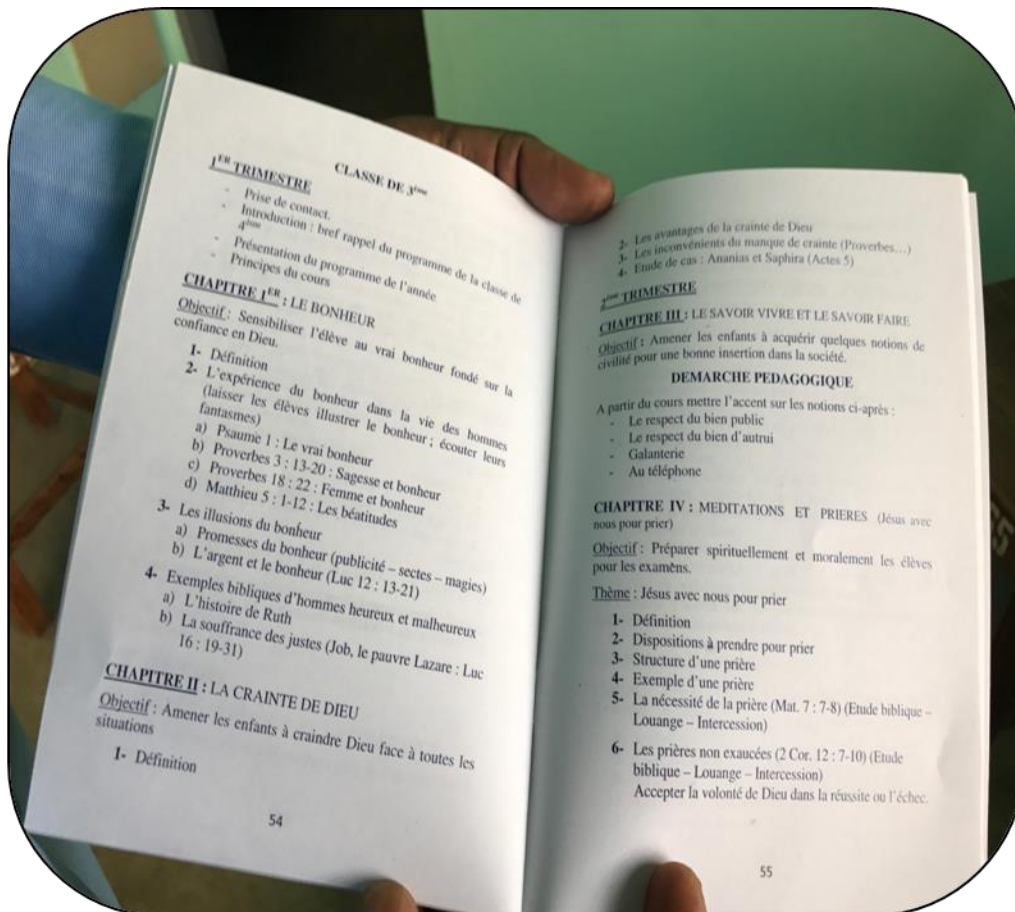 CLASSE DE 3ème
1ER TRIMESTRE
- Prise de contact.
- Introduction : bref rappel du programme de la classe de
4ème
- Présentation du programme de l'année
- Principes du cours
CHAPITRE 1ER : LE BONHEUR
Objectif : Sensibiliser l'élève au vrai bonheur fondé sur la
confiance en Dieu.
1- Définition
2- L'expérience du bonheur dans la vie des hommes
(laisser les élèves illustrer le bonheur ; écouter leurs
fantasmes)
a) Psaume 1 : Le vrai bonheur
b) Proverbes 3 : 13-20 : Sagesse et bonheur
c) Proverbes 18 : 22 : Femme et bonheur
d) Matthieu 5 : 1-12 : Les béatitudes
3- Les illusions du bonheur
a) Promesses du bonheur (publicité – sectes – magies)
b) L'argent et le bonheur (Luc 12 : 13-21)
4- Exemples bibliques d'hommes heureux et malheureux
a) L'histoire de Ruth
b) La souffrance des justes (Job, le pauvre Lazare : Luc
16 : 19-31)
CHAPITRE II : LA CRAINTE DE DIEU
Objectif : Amener les enfants à craindre Dieu face à toutes les
situations
1- Définition
54
2- Les avantages de la crainte de Dieu
3- Les inconvénients du manque de crainte (Proverbes…)
4- Etude de cas : Ananias et Saphira (Actes 5)
2ème TRIMESTRE
CHAPITRE III : LE SAVOIR VIVRE ET LE SAVOIR FAIRE
Objectif : Amener les enfants à acquérir quelques notions de
civilité pour une bonne insertion dans la société.
DEMARCHE PEDAGOGIQUE
A partir du cours mettre l'accent sur les notions ci-après :
- Le respect du bien public
- Le respect du bien d'autrui
- Galanterie
- Au téléphone
CHAPITRE IV : MEDITATIONS ET PRIERES (Jésus avec
nous pour prier)
Objectif : Préparer spirituellement et moralement les élèves
pour les examens.
Thème : Jésus avec nous pour prier
1- Définition
2- Dispositions à prendre pour prier
3- Structure d'une prière
4- Exemple d'une prière
5- La nécessité de la prière (Mat. 7 : 7-8) (Etude biblique –
Louange – Intercession)
6- Les prières non exaucées (2 Cor. 12 : 7-10) (Etude
biblique – Louange – Intercession)
Accepter la volonté de Dieu dans la réussite ou l'échec.
55